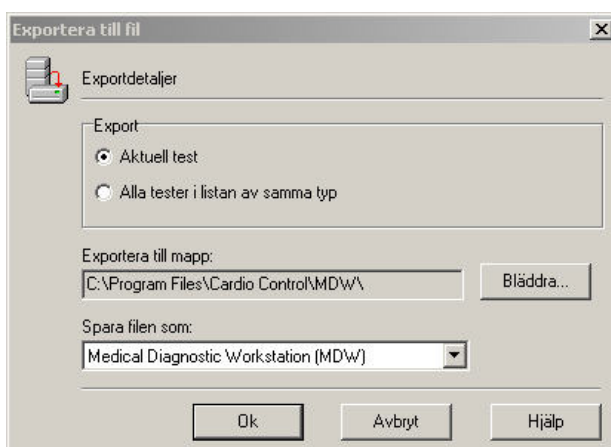 Exportera till fil
Exportdetaljer
Export
Aktuell test
Alla tester i listan av samma typ
Exportera till mapp:
C:\Program Files\Cardio Control\MDW\
Bläddra...
Spara filen som:
Medical Diagnostic Workstation (MDW)
Ok
Avbryt
Hjälp